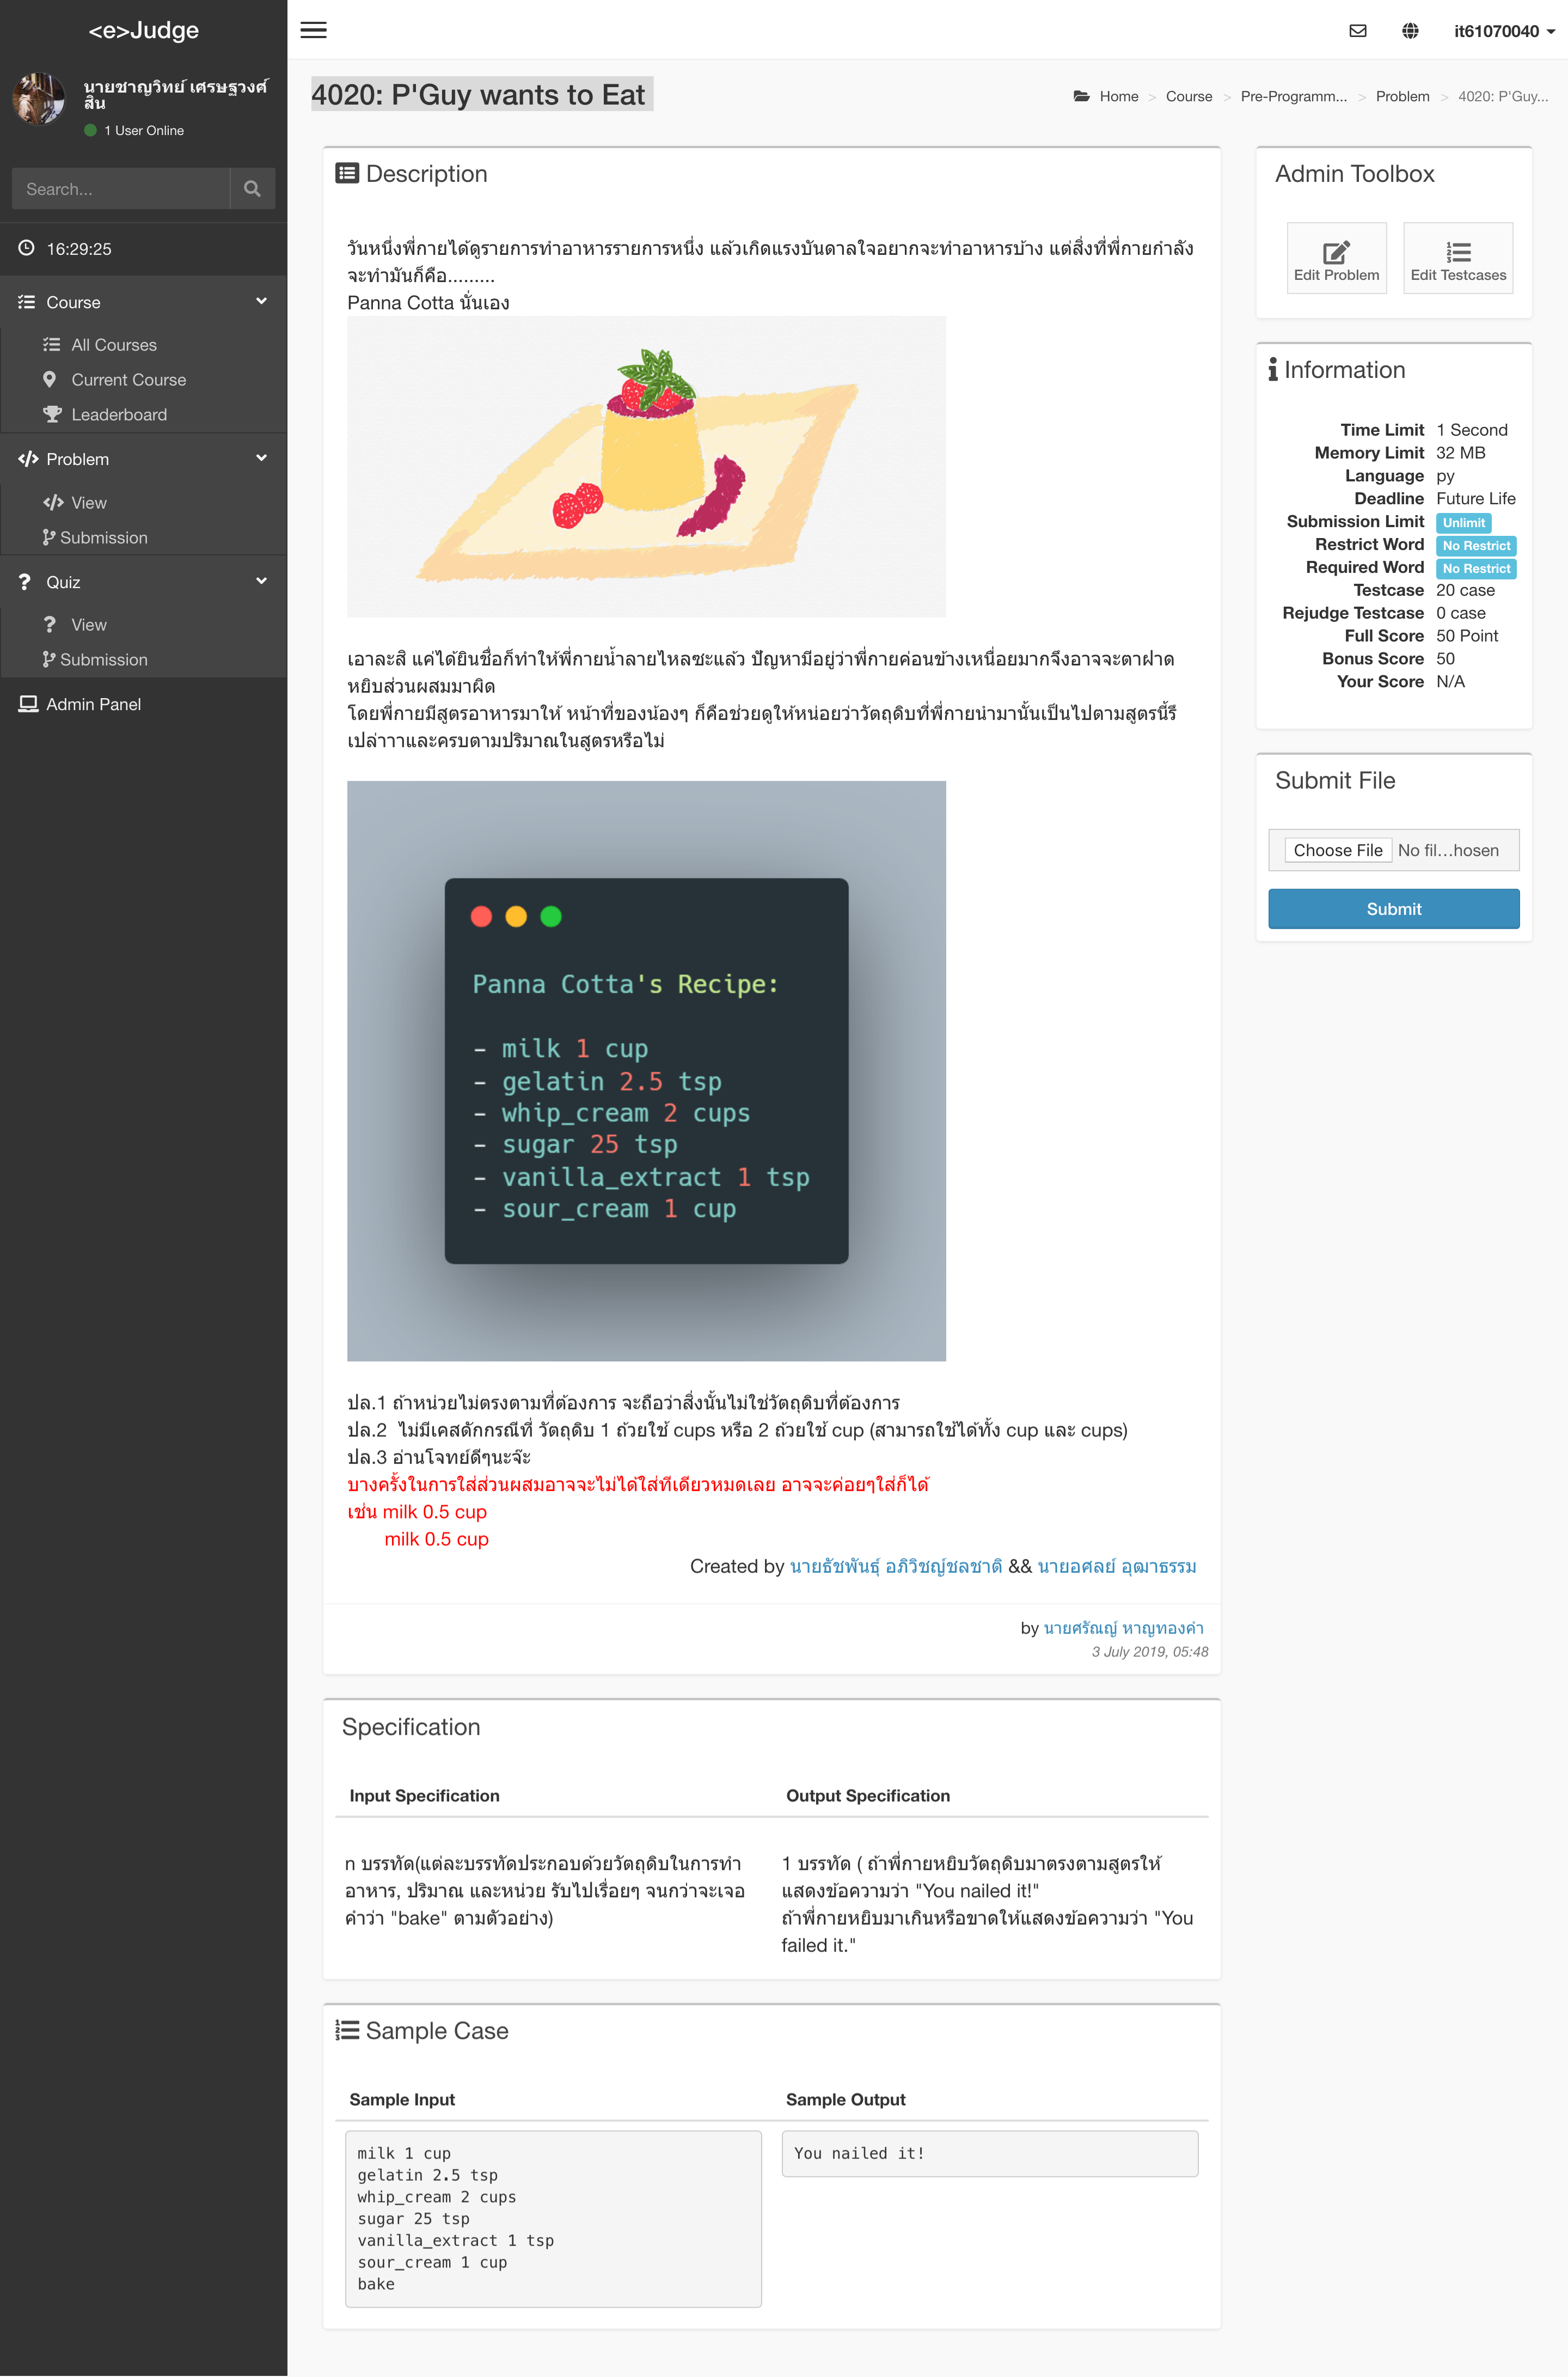 <e>Judge
it61070040
นายชาญวิทย์ เศรษฐวงศ์
สิน
1 User Online
Search...
16:29:25
Course
All Courses
Current Course
Leaderboard
Problem
View
Submission
Quiz
View
Submission
Admin Panel
4020: P'Guy wants to Eat
Home > Course > Pre-Programm... > Problem > 4020: P'Guy...
Description
วันหนึ่งพี่กายได้ดูรายการทำอาหารรายการหนึ่ง แล้วเกิดแรงบันดาลใจอยากจะทำอาหารบ้าง แต่สิ่งที่พี่กายกำลัง
จะทำมันก็คือ.........
Panna Cotta นั่นเอง
เอาละสิ แค่ได้ยินชื่อก็ทำให้พี่กายน้ำลายไหลซะแล้ว ปัญหามีอยู่ว่าพี่กายค่อนข้างเหนื่อยมากจึงอาจจะตาฝาด
หยิบส่วนผสมมาผิด
โดยพี่กายมีสูตรอาหารมาให้ หน้าที่ของน้องๆ ก็คือช่วยดูให้หน่อยว่าวัตถุดิบที่พี่กายนำมานั้นเป็นไปตามสูตรนี้รึ
เปล่าาาและครบตามปริมาณในสูตรหรือไม่
Panna Cotta's Recipe:
- milk 1 cup
- gelatin 2.5 tsp
- whip_cream 2 cups
- sugar 25 tsp
- vanilla_extract 1 tsp
- sour_cream 1 cup
ปล.1 ถ้าหน่วยไม่ตรงตามที่ต้องการ จะถือว่าสิ่งนั้นไม่ใช่วัตถุดิบที่ต้องการ
ปล.2 ไม่มีเคสดักกรณีที่ วัตถุดิบ 1 ถ้วยใช้ cups หรือ 2 ถ้วยใช้ cup (สามารถใช้ได้ทั้ง cup และ cups)
ปล.3 อ่านโจทย์ดีๆนะจ๊ะ
บางครั้งในการใส่ส่วนผสมอาจจะไม่ได้ใส่ทีเดียวหมดเลย อาจจะค่อยๆใส่ก็ได้
เช่น milk 0.5 cup
milk 0.5 cup
Created by นายธัชพันธุ์ อภิวิชญ์ชลชาติ && นายอศลย์ อุฒาธรรม
by นายศรัณญ์ หาญทองคำ
3 July 2019, 05:48
Admin Toolbox
Edit Problem
Edit Testcases
Information
Time Limit 1 Second
Memory Limit 32 MB
Language py
Deadline Future Life
Submission Limit Unlimit
Restrict Word No Restrict
Required Word No Restrict
Testcase 20 case
Rejudge Testcase 0 case
Full Score 50 Point
Bonus Score 50
Your Score N/A
Submit File
Choose File No fil...hosen
Submit
Specification
Input Specification
n บรรทัด(แต่ละบรรทัดประกอบด้วยวัตถุดิบในการทำ
อาหาร, ปริมาณ และหน่วย รับไปเรื่อยๆ จนกว่าจะเจอ
คำว่า "bake" ตามตัวอย่าง)
Output Specification
1 บรรทัด ( ถ้าพี่กายหยิบวัตถุดิบมาตรงตามสูตรให้
แสดงข้อความว่า "You nailed it!"
ถ้าพี่กายหยิบมาเกินหรือขาดให้แสดงข้อความว่า "You
failed it."
Sample Case
Sample Input
milk 1 cup
gelatin 2.5 tsp
whip_cream 2 cups
sugar 25 tsp
vanilla_extract 1 tsp
sour_cream 1 cup
bake
Sample Output
You nailed it!